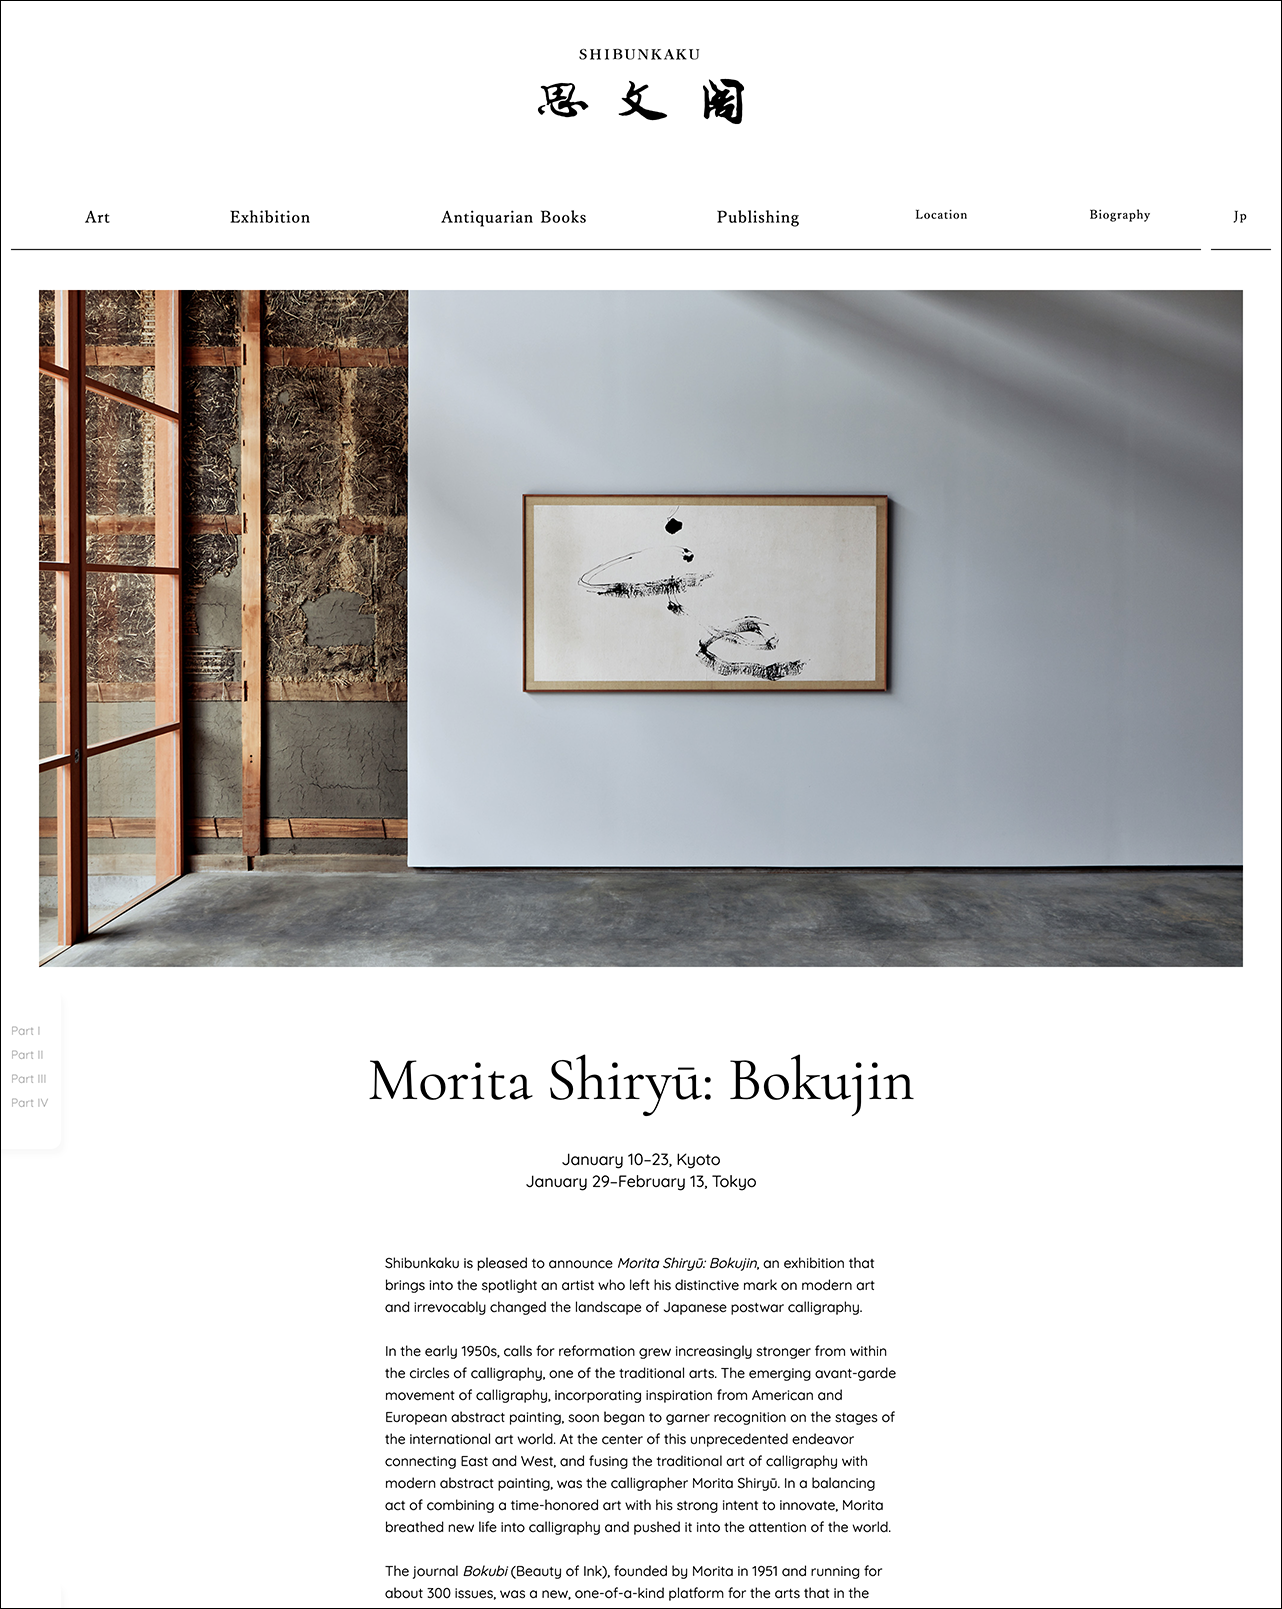 SHIBUNKAKU
思文閣
Art Exhibition Antiquarian Books Publishing Location Biography Jp
Part I
Part II
Part III
Part IV
Morita Shiryū: Bokujin
January 10–23, Kyoto
January 29–February 13, Tokyo
Shibunkaku is pleased to announce Morita Shiryū: Bokujin, an exhibition that
brings into the spotlight an artist who left his distinctive mark on modern art
and irrevocably changed the landscape of Japanese postwar calligraphy.
In the early 1950s, calls for reformation grew increasingly stronger from within
the circles of calligraphy, one of the traditional arts. The emerging avant-garde
movement of calligraphy, incorporating inspiration from American and
European abstract painting, soon began to garner recognition on the stages of
the international art world. At the center of this unprecedented endeavor
connecting East and West, and fusing the traditional art of calligraphy with
modern abstract painting, was the calligrapher Morita Shiryū. In a balancing
act of combining a time-honored art with his strong intent to innovate, Morita
breathed new life into calligraphy and pushed it into the attention of the world.
The journal Bokubi (Beauty of Ink), founded by Morita in 1951 and running for
about 300 issues, was a new, one-of-a-kind platform for the arts that in the